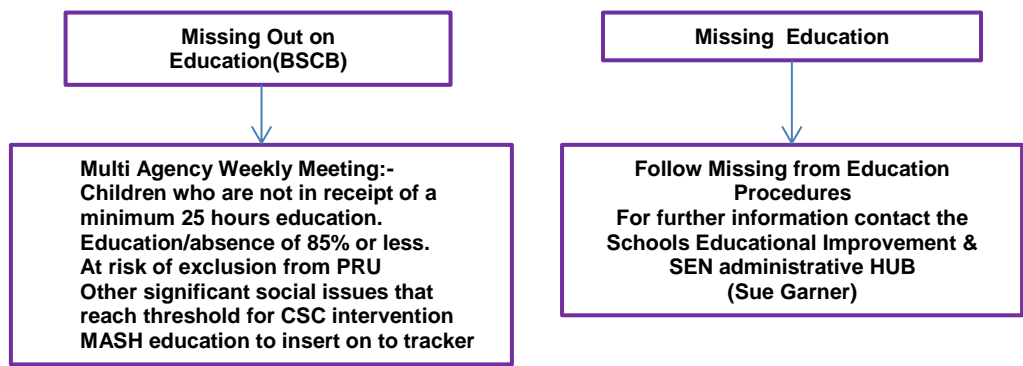 Missing Out on
Education(BSCB)
Multi Agency Weekly Meeting:-
Children who are not in receipt of a
minimum 25 hours education.
Education/absence of 85% or less.
At risk of exclusion from PRU
Other significant social issues that
reach threshold for CSC intervention
MASH education to insert on to tracker
Missing  Education
Follow Missing from Education
Procedures
For further information contact the
Schools Educational Improvement &
SEN administrative HUB
(Sue Garner)